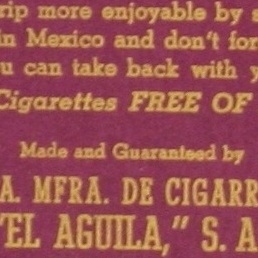 rip more enjoyable by s
in Mexico and don't for
u can take back with y
Cigarettes FREE OF
Made and Guaranteed by
A. MFRA. DE CIGARR
"EL AGUILA," S. A